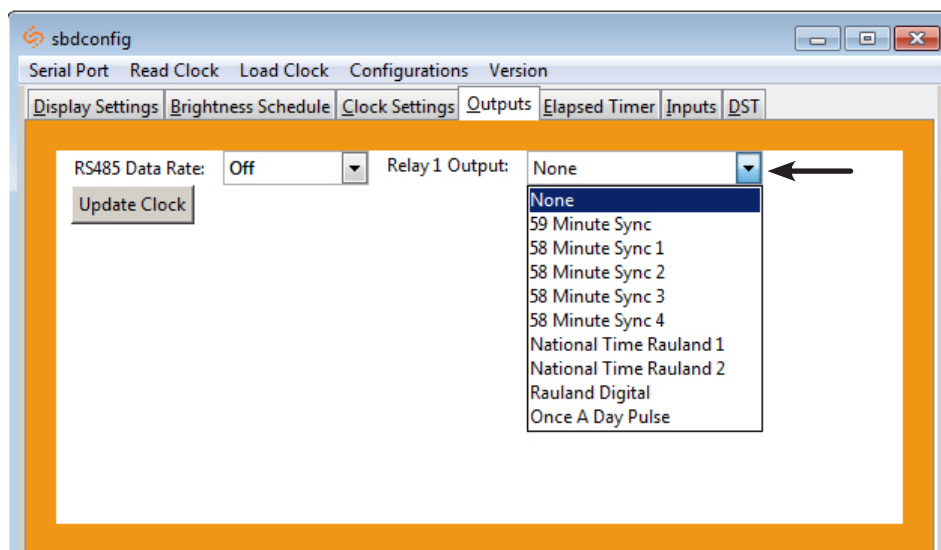 sbdconfig
Serial Port Read Clock Load Clock Configurations Version
Display Settings Brightness Schedule Clock Settings Outputs Elapsed Timer Inputs DST
RS485 Data Rate: Off Relay 1 Output: None
Update Clock
None
59 Minute Sync
58 Minute Sync 1
58 Minute Sync 2
58 Minute Sync 3
58 Minute Sync 4
National Time Rauland 1
National Time Rauland 2
Rauland Digital
Once A Day Pulse